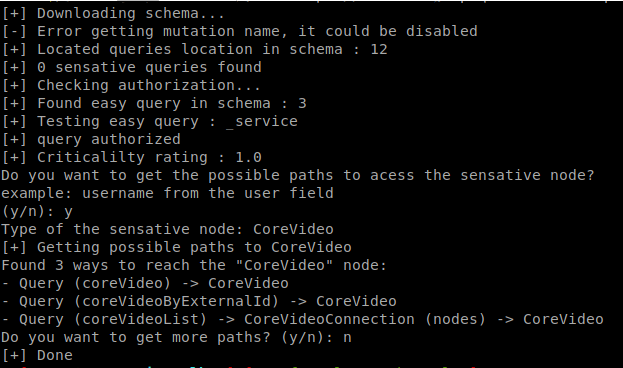 [+] Downloading schema...
[-] Error getting mutation name, it could be disabled
[+] Located queries location in schema : 12
[+] 0 sensative queries found
[+] Checking authorization...
[+] Found easy query in schema : 3
[+] Testing easy query : _service
[+] query authorized
[+] Criticalilty rating : 1.0
Do you want to get the possible paths to acess the sensative node?
example: username from the user field
(y/n): y
Type of the sensative node: CoreVideo
[+] Getting possible paths to CoreVideo
Found 3 ways to reach the "CoreVideo" node:
- Query (coreVideo) -> CoreVideo
- Query (coreVideoByExternalId) -> CoreVideo
- Query (coreVideoList) -> CoreVideoConnection (nodes) -> CoreVideo
Do you want to get more paths? (y/n): n
[+] Done